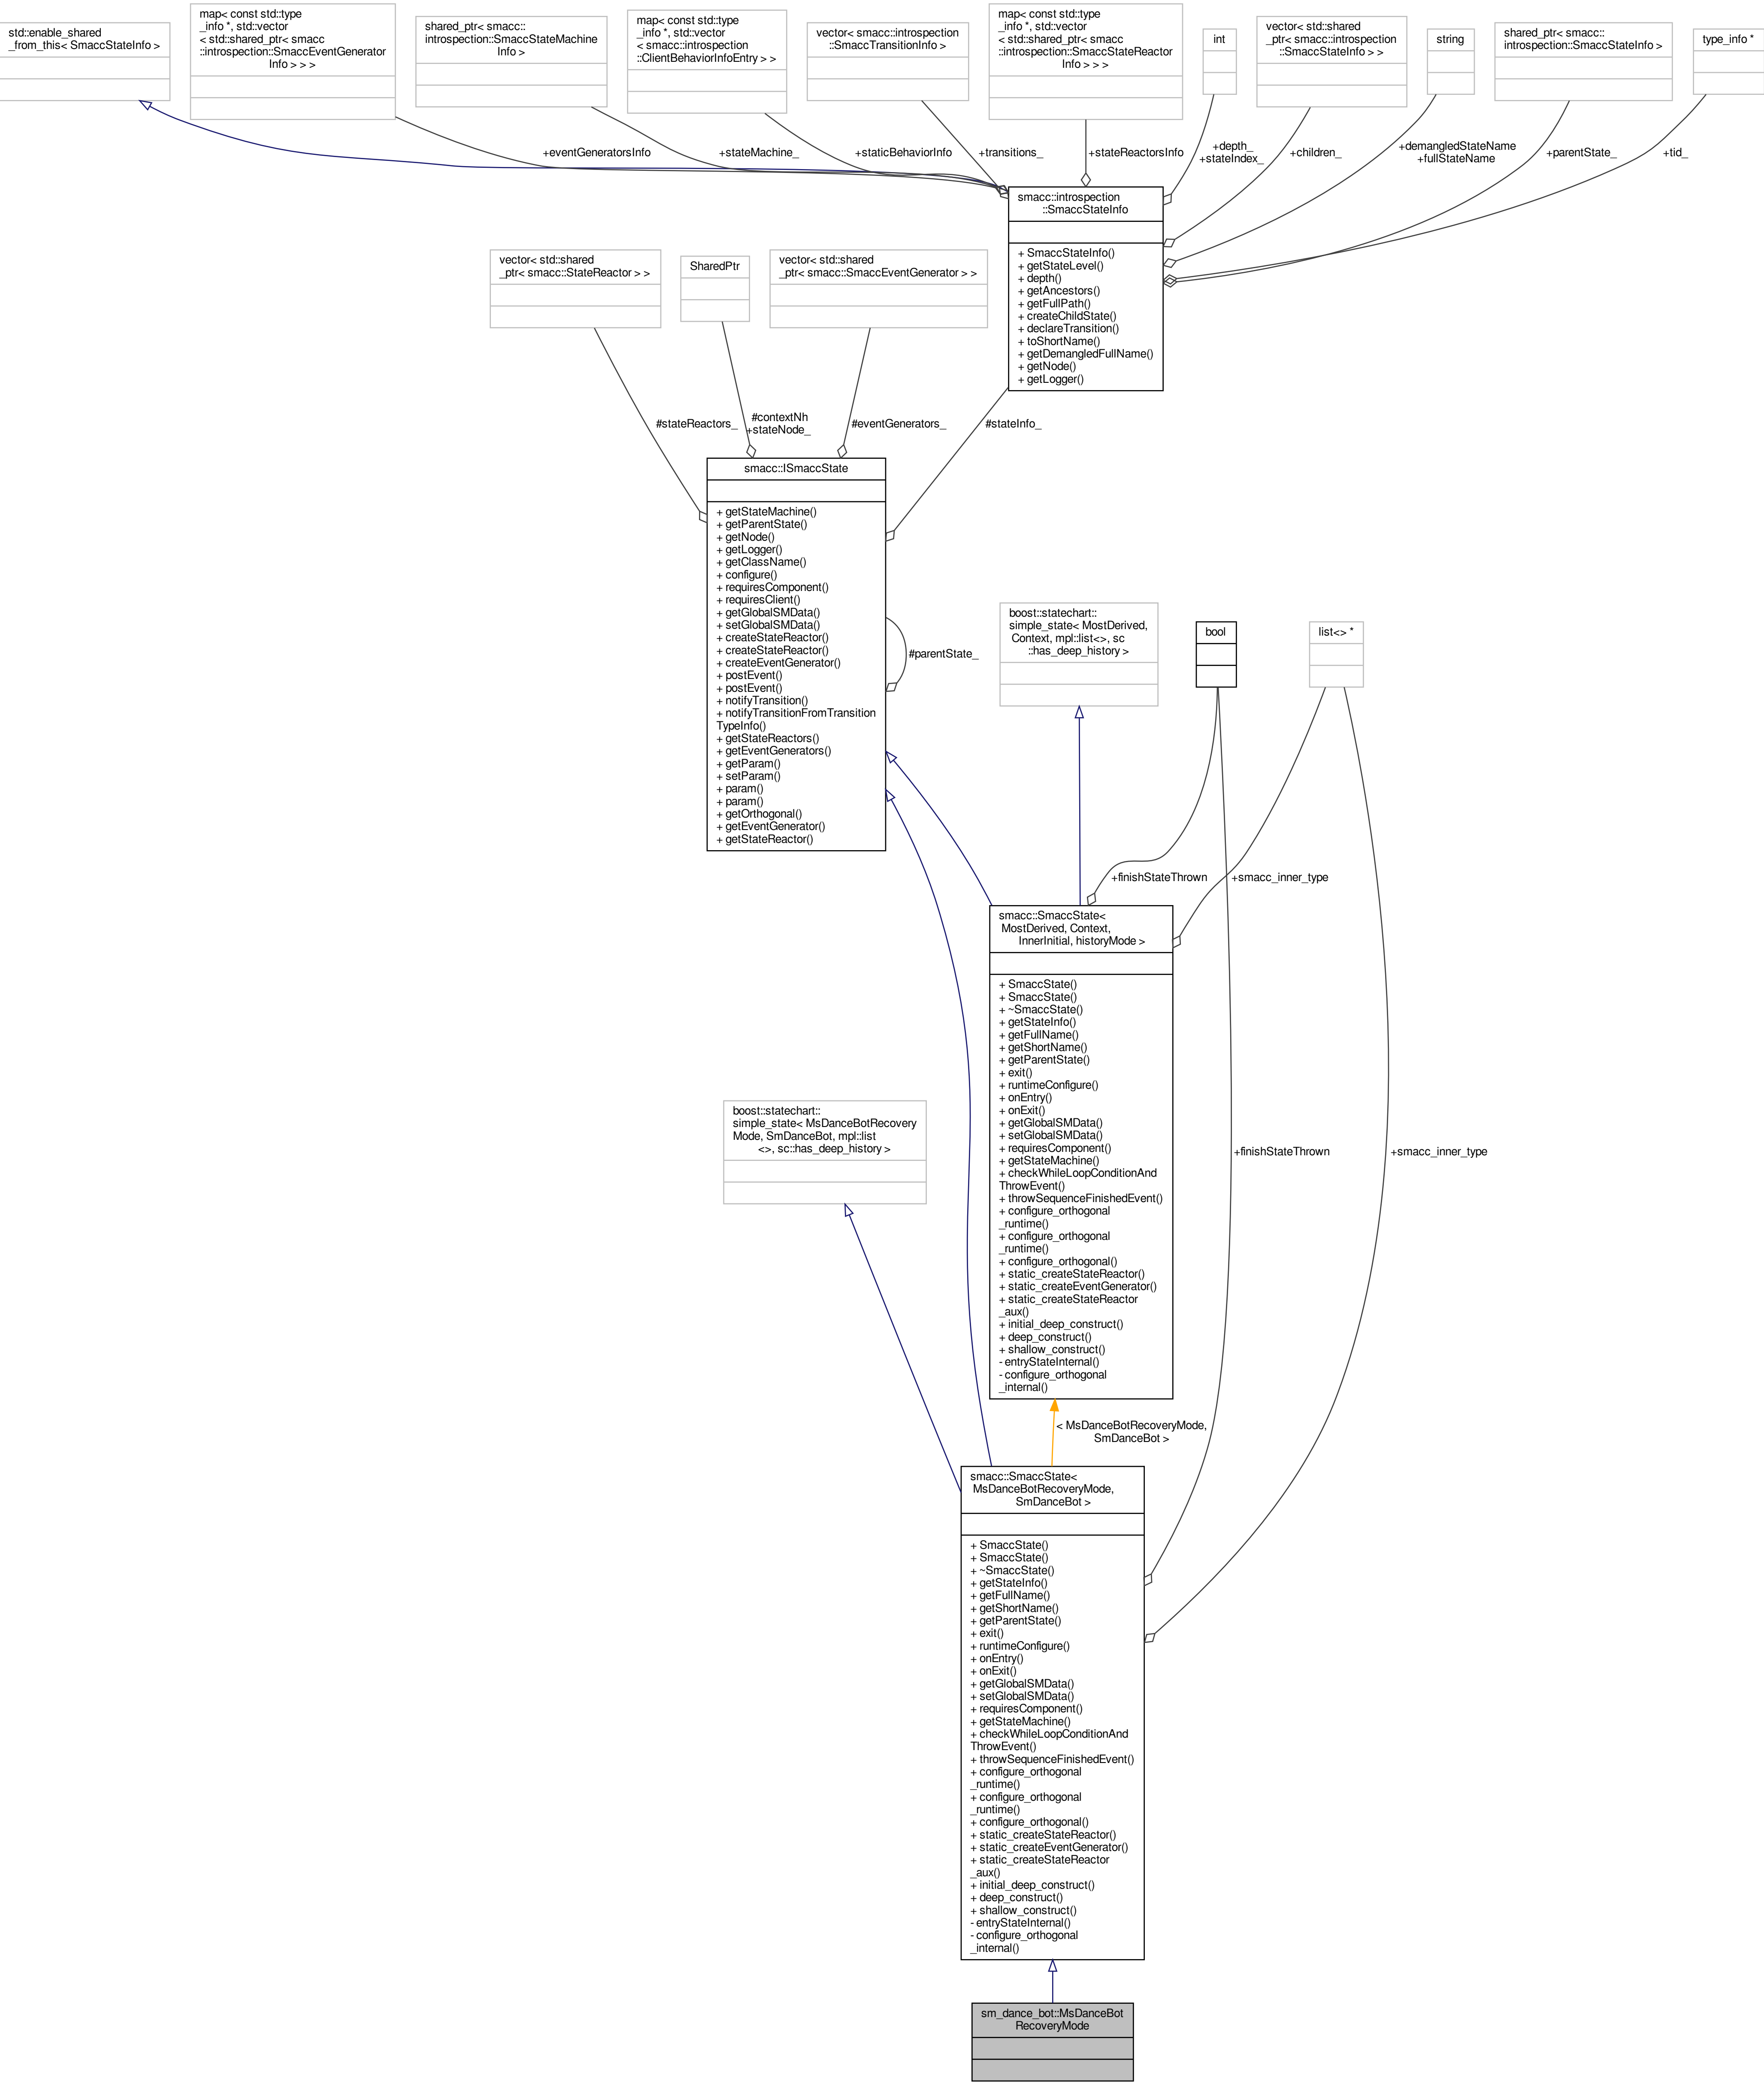 std::enable_shared
_from_this< SmaccStateInfo >
map< const std::type
_info *, std::vector
< std::shared_ptr< smacc
::introspection::SmaccEventGenerator
Info > > >
shared_ptr< smacc::
introspection::SmaccStateMachine
Info >
map< const std::type
_info *, std::vector
< smacc::introspection
::ClientBehaviorInfoEntry > >
vector< smacc::introspection
::SmaccTransitionInfo >
map< const std::type
_info *, std::vector
< std::shared_ptr< smacc
::introspection::SmaccStateReactor
Info > > >
int
vector< std::shared
_ptr< smacc::introspection
::SmaccStateInfo > >
string
shared_ptr< smacc::
introspection::SmaccStateInfo >
type_info *
+eventGeneratorsInfo
+stateMachine_
+staticBehaviorInfo
+transitions_
+stateReactorsInfo
+depth_
+stateIndex_
+children_
+demangledStateName
+fullStateName
+parentState_
+tid_
smacc::introspection
::SmaccStateInfo
+ SmaccStateInfo()
+ getStateLevel()
+ depth()
+ getAncestors()
+ getFullPath()
+ createChildState()
+ declareTransition()
+ toShortName()
+ getDemangledFullName()
+ getNode()
+ getLogger()
vector< std::shared
_ptr< smacc::StateReactor > >
SharedPtr
vector< std::shared
_ptr< smacc::SmaccEventGenerator > >
#stateReactors_
#contextNh
+stateNode_
#eventGenerators_
#stateInfo_
smacc::ISmaccState
+ getStateMachine()
+ getParentState()
+ getNode()
+ getLogger()
+ getClassName()
+ configure()
+ requiresComponent()
+ requiresClient()
+ getGlobalSMData()
+ setGlobalSMData()
+ createStateReactor()
+ createStateReactor()
+ createEventGenerator()
+ postEvent()
+ postEvent()
+ notifyTransition()
+ notifyTransitionFromTransition
TypeInfo()
+ getStateReactors()
+ getEventGenerators()
+ getParam()
+ setParam()
+ param()
+ param()
+ getOrthogonal()
+ getEventGenerator()
+ getStateReactor()
#parentState_
boost::statechart::
simple_state< MostDerived,
Context, mpl::list<>, sc
::has_deep_history >
bool
list<> *
+finishStateThrown
+smacc_inner_type
smacc::SmaccState<
MostDerived, Context,
InnerInitial, historyMode >
+ SmaccState()
+ SmaccState()
+ ~SmaccState()
+ getStateInfo()
+ getFullName()
+ getShortName()
+ getParentState()
+ exit()
+ runtimeConfigure()
+ onEntry()
+ onExit()
+ getGlobalSMData()
+ setGlobalSMData()
+ requiresComponent()
+ getStateMachine()
+ checkWhileLoopConditionAnd
ThrowEvent()
+ throwSequenceFinishedEvent()
+ configure_orthogonal
_runtime()
+ configure_orthogonal
_runtime()
+ configure_orthogonal()
+ static_createStateReactor()
+ static_createEventGenerator()
+ static_createStateReactor
_aux()
+ initial_deep_construct()
+ deep_construct()
+ shallow_construct()
- entryStateInternal()
- configure_orthogonal
_internal()
boost::statechart::
simple_state< MsDanceBotRecovery
Mode, SmDanceBot, mpl::list
<>, sc::has_deep_history >
+finishStateThrown
+smacc_inner_type
< MsDanceBotRecoveryMode,
SmDanceBot >
smacc::SmaccState<
MsDanceBotRecoveryMode,
SmDanceBot >
+ SmaccState()
+ SmaccState()
+ ~SmaccState()
+ getStateInfo()
+ getFullName()
+ getShortName()
+ getParentState()
+ exit()
+ runtimeConfigure()
+ onEntry()
+ onExit()
+ getGlobalSMData()
+ setGlobalSMData()
+ requiresComponent()
+ getStateMachine()
+ checkWhileLoopConditionAnd
ThrowEvent()
+ throwSequenceFinishedEvent()
+ configure_orthogonal
_runtime()
+ configure_orthogonal
_runtime()
+ configure_orthogonal()
+ static_createStateReactor()
+ static_createEventGenerator()
+ static_createStateReactor
_aux()
+ initial_deep_construct()
+ deep_construct()
+ shallow_construct()
- entryStateInternal()
- configure_orthogonal
_internal()
sm_dance_bot::MsDanceBot
RecoveryMode